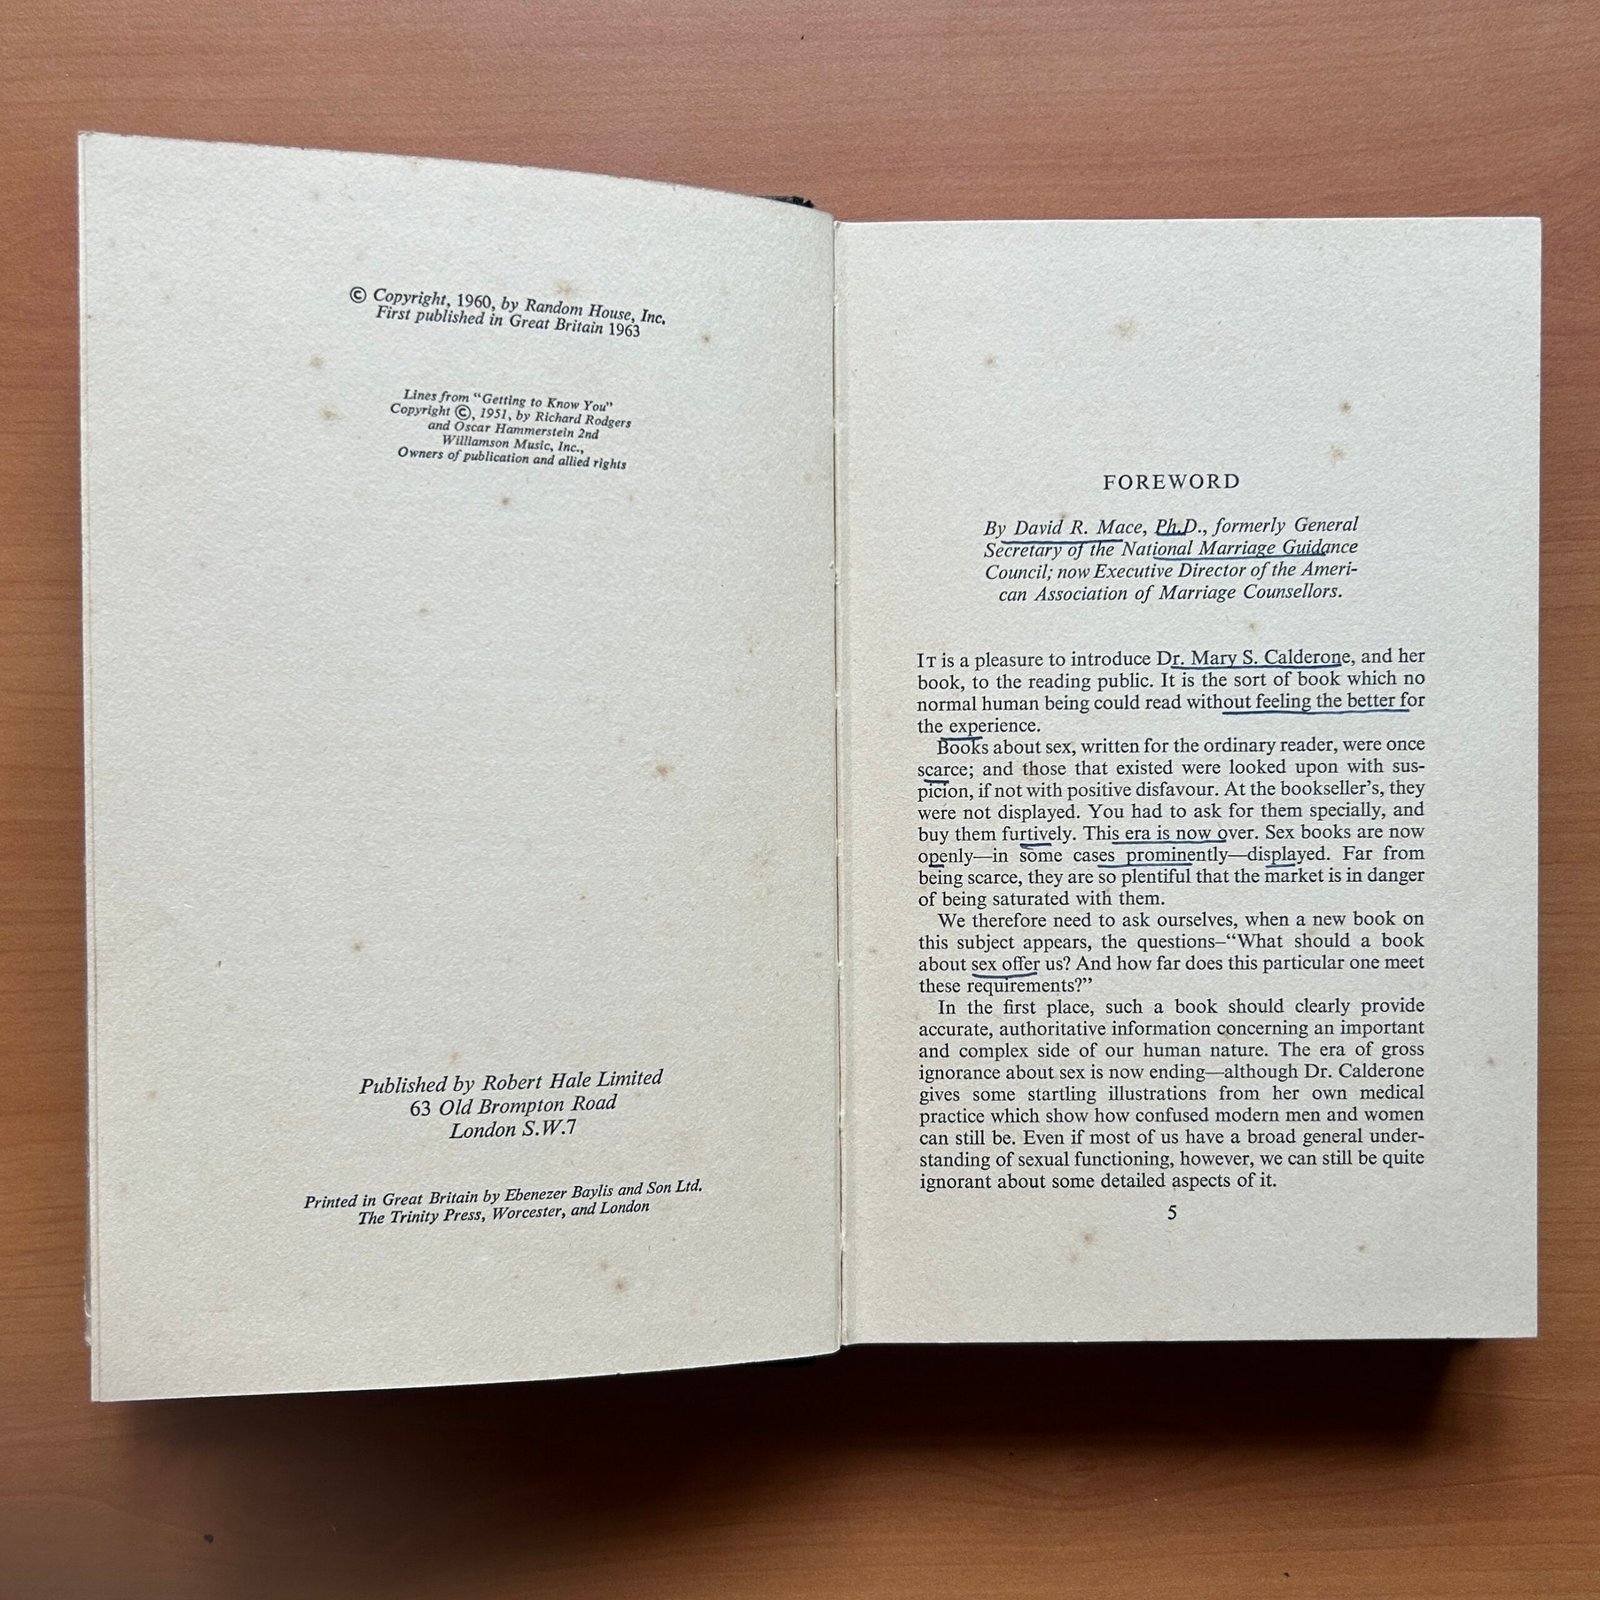 © Copyright, 1960, by Random House, Inc.
First published in Great Britain 1963
Lines from “Getting to Know You”
Copyright ©, 1951, by Richard Rodgers
and Oscar Hammerstein 2nd
Williamson Music, Inc.,
Owners of publication and allied rights
Published by Robert Hale Limited
63 Old Brompton Road
London S.W.7
Printed in Great Britain by Ebenezer Baylis and Son Ltd.
The Trinity Press, Worcester, and London
FOREWORD
By David R. Mace, Ph.D., formerly General
Secretary of the National Marriage Guidance
Council; now Executive Director of the Ameri-
can Association of Marriage Counsellors.
IT is a pleasure to introduce Dr. Mary S. Calderone, and her
book, to the reading public. It is the sort of book which no
normal human being could read without feeling the better for
the experience.
Books about sex, written for the ordinary reader, were once
scarce; and those that existed were looked upon with sus-
picion, if not with positive disfavour. At the bookseller’s, they
were not displayed. You had to ask for them specially, and
buy them furtively. This era is now over. Sex books are now
openly—in some cases prominently—displayed. Far from
being scarce, they are so plentiful that the market is in danger
of being saturated with them.
We therefore need to ask ourselves, when a new book on
this subject appears, the questions–“What should a book
about sex offer us? And how far does this particular one meet
these requirements?”
In the first place, such a book should clearly provide
accurate, authoritative information concerning an important
and complex side of our human nature. The era of gross
ignorance about sex is now ending—although Dr. Calderone
gives some startling illustrations from her own medical
practice which show how confused modern men and women
can still be. Even if most of us have a broad general under-
standing of sexual functioning, however, we can still be quite
ignorant about some detailed aspects of it.
5